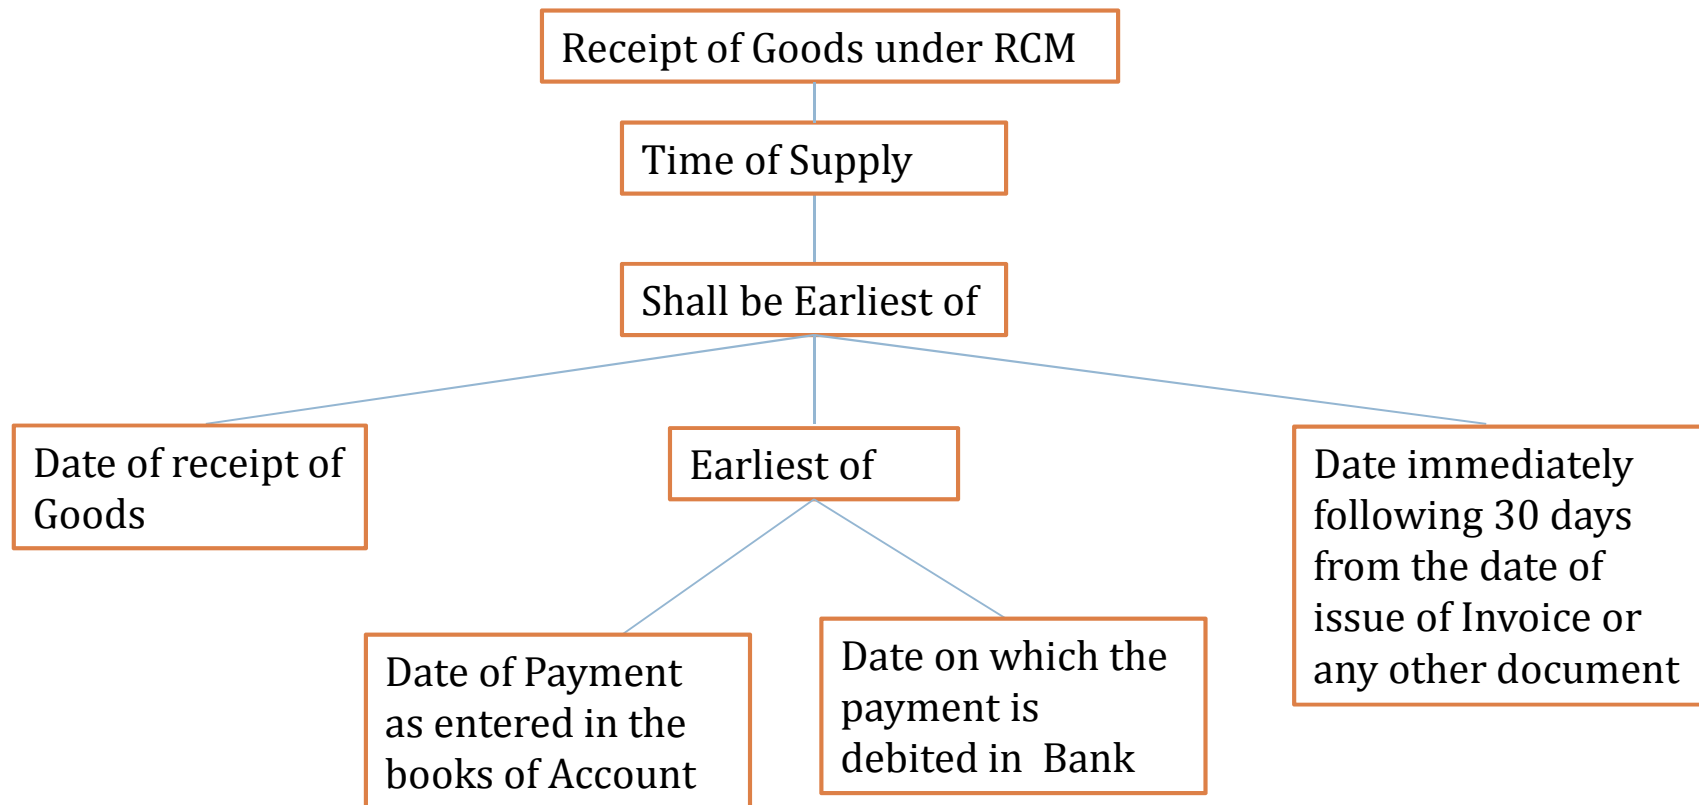 Receipt of Goods under RCM
Time of Supply
Shall be Earliest of
Date of receipt of
Goods
Earliest of
Date immediately
following 30 days
from the date of
issue of Invoice or
any other document
Date of Payment
as entered in the
books of Account
Date on which the
payment is
debited in  Bank